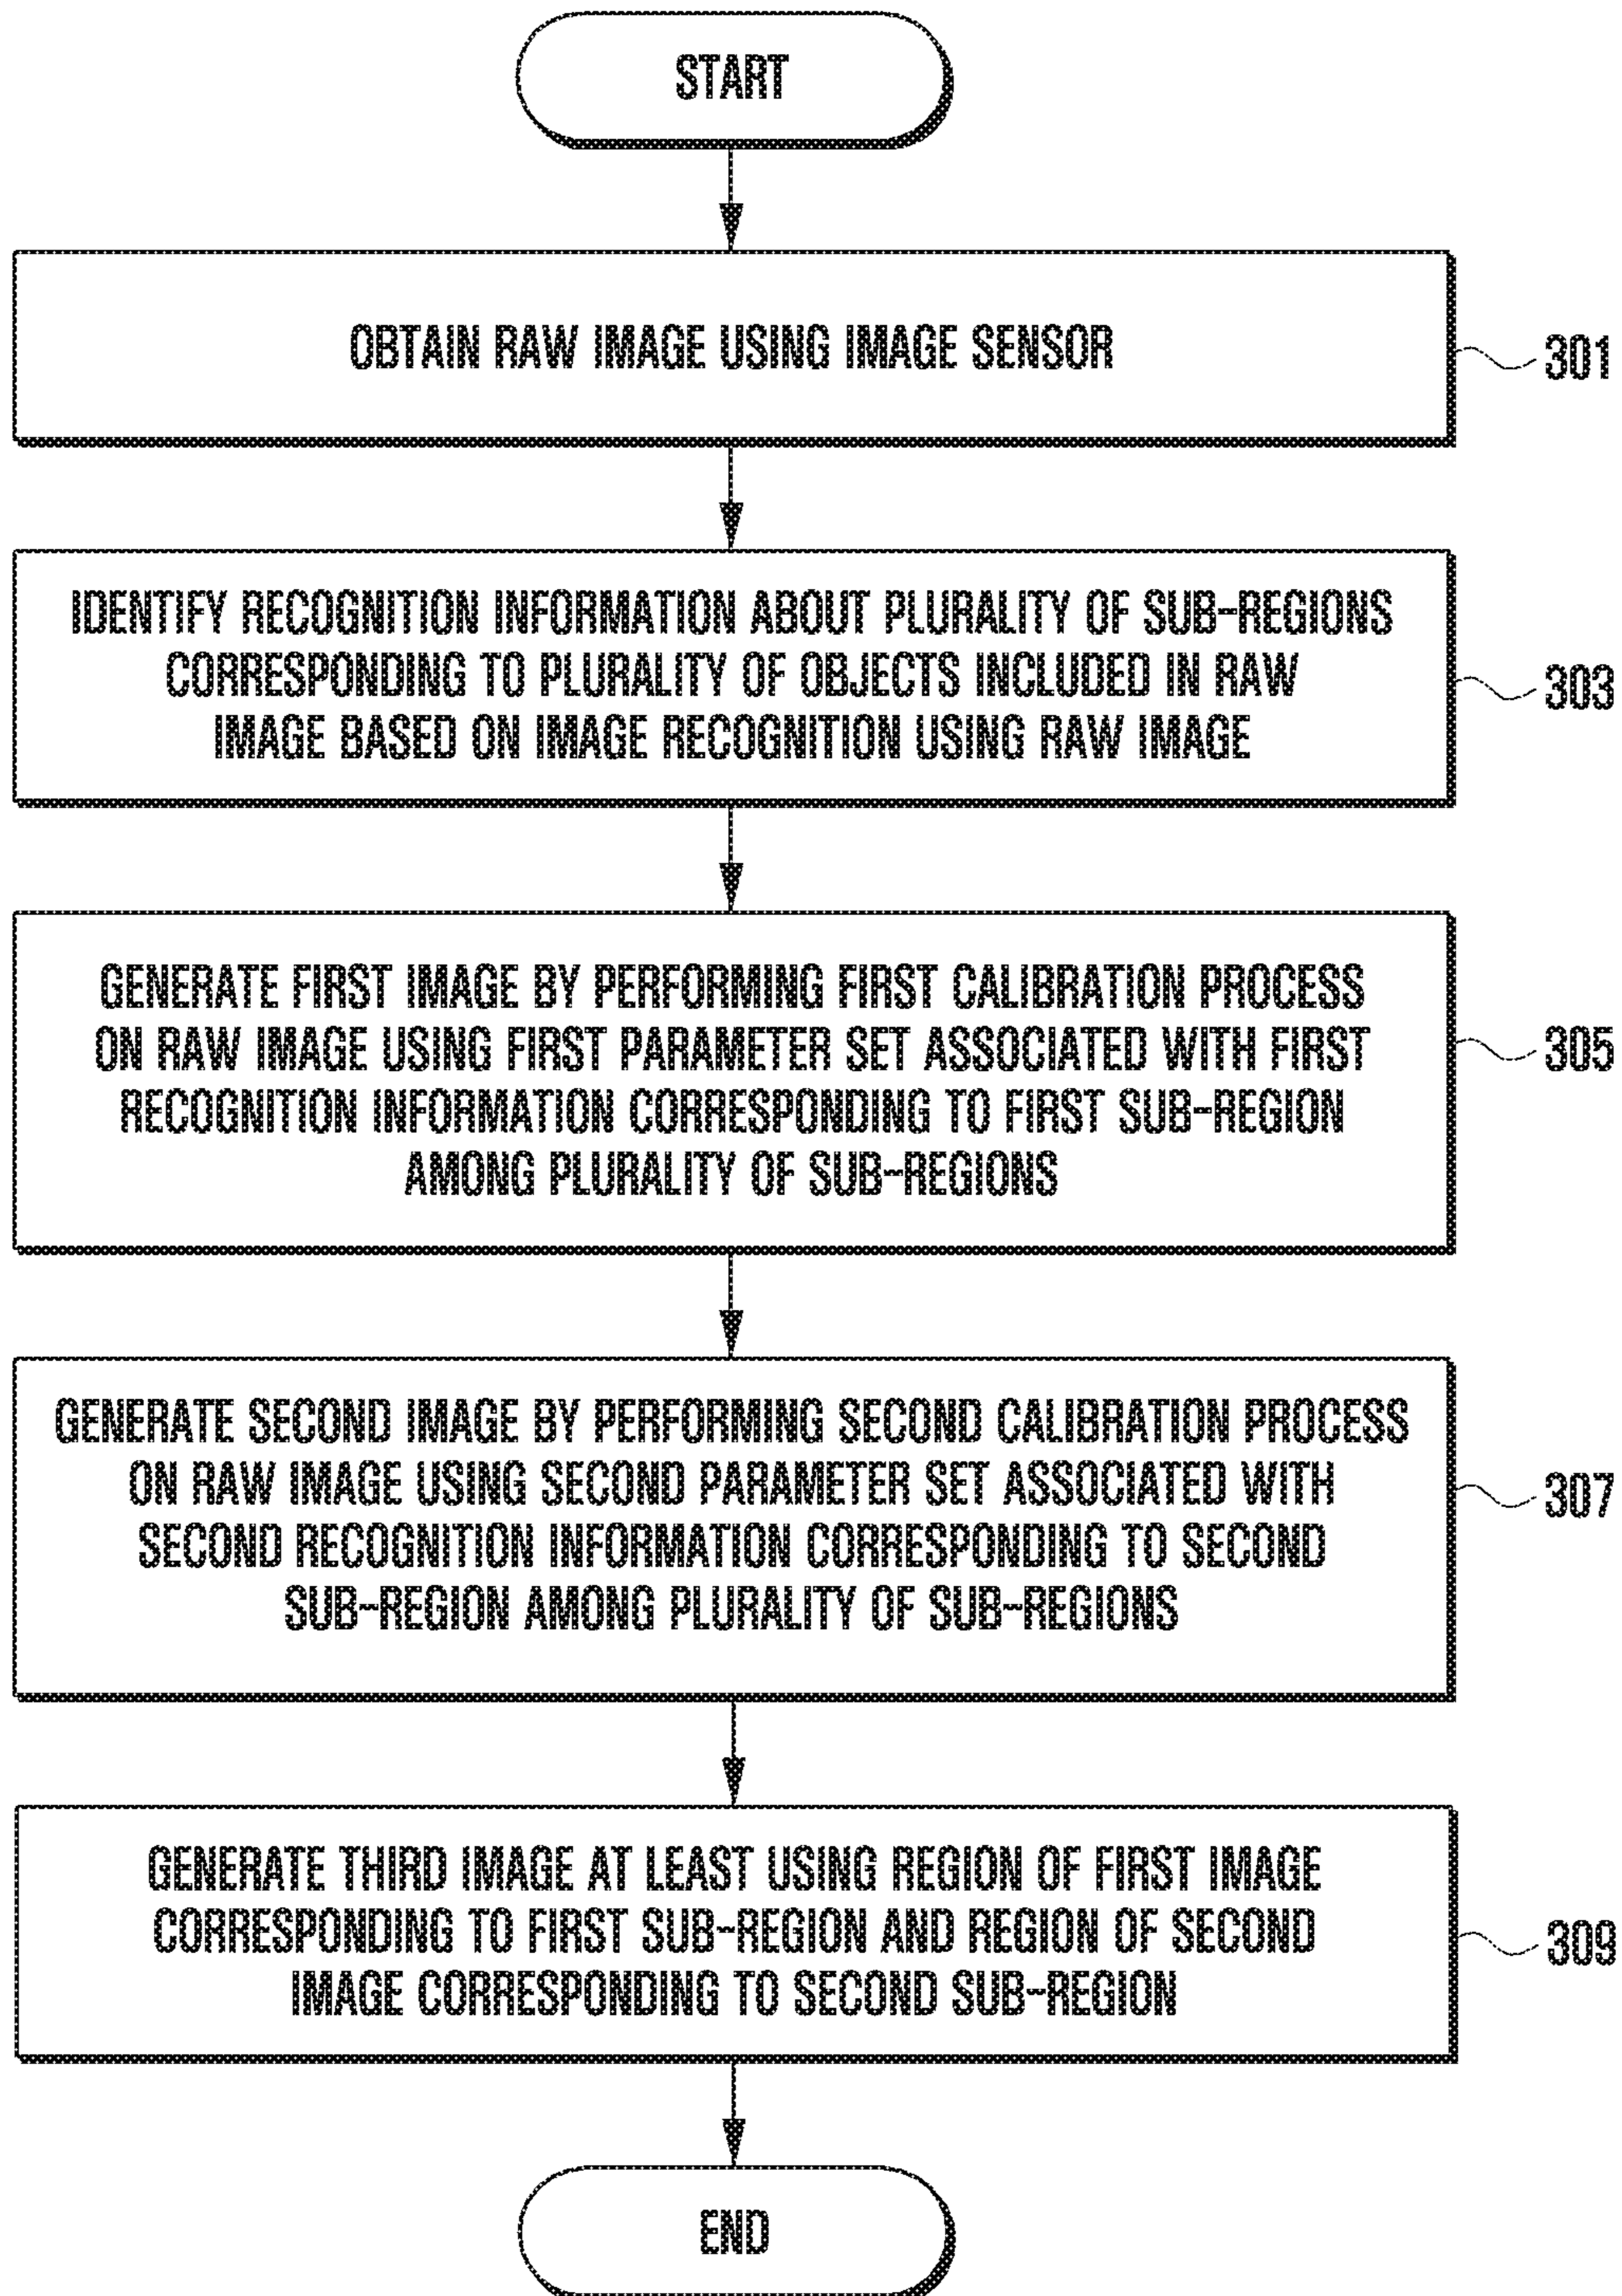 START
OBTAIN RAW IMAGE USING IMAGE SENSOR
301
IDENTIFY RECOGNITION INFORMATION ABOUT PLURALITY OF SUB-REGIONS
CORRESPONDING TO PLURALITY OF OBJECTS INCLUDED IN RAW
IMAGE BASED ON IMAGE RECOGNITION USING RAW IMAGE
303
GENERATE FIRST IMAGE BY PERFORMING FIRST CALIBRATION PROCESS
ON RAW IMAGE USING FIRST PARAMETER SET ASSOCIATED WITH FIRST
RECOGNITION INFORMATION CORRESPONDING TO FIRST SUB-REGION
AMONG PLURALITY OF SUB-REGIONS
305
GENERATE SECOND IMAGE BY PERFORMING SECOND CALIBRATION PROCESS
ON RAW IMAGE USING SECOND PARAMETER SET ASSOCIATED WITH
SECOND RECOGNITION INFORMATION CORRESPONDING TO SECOND
SUB-REGION AMONG PLURALITY OF SUB-REGIONS
307
GENERATE THIRD IMAGE AT LEAST USING REGION OF FIRST IMAGE
CORRESPONDING TO FIRST SUB-REGION AND REGION OF SECOND
IMAGE CORRESPONDING TO SECOND SUB-REGION
309
END